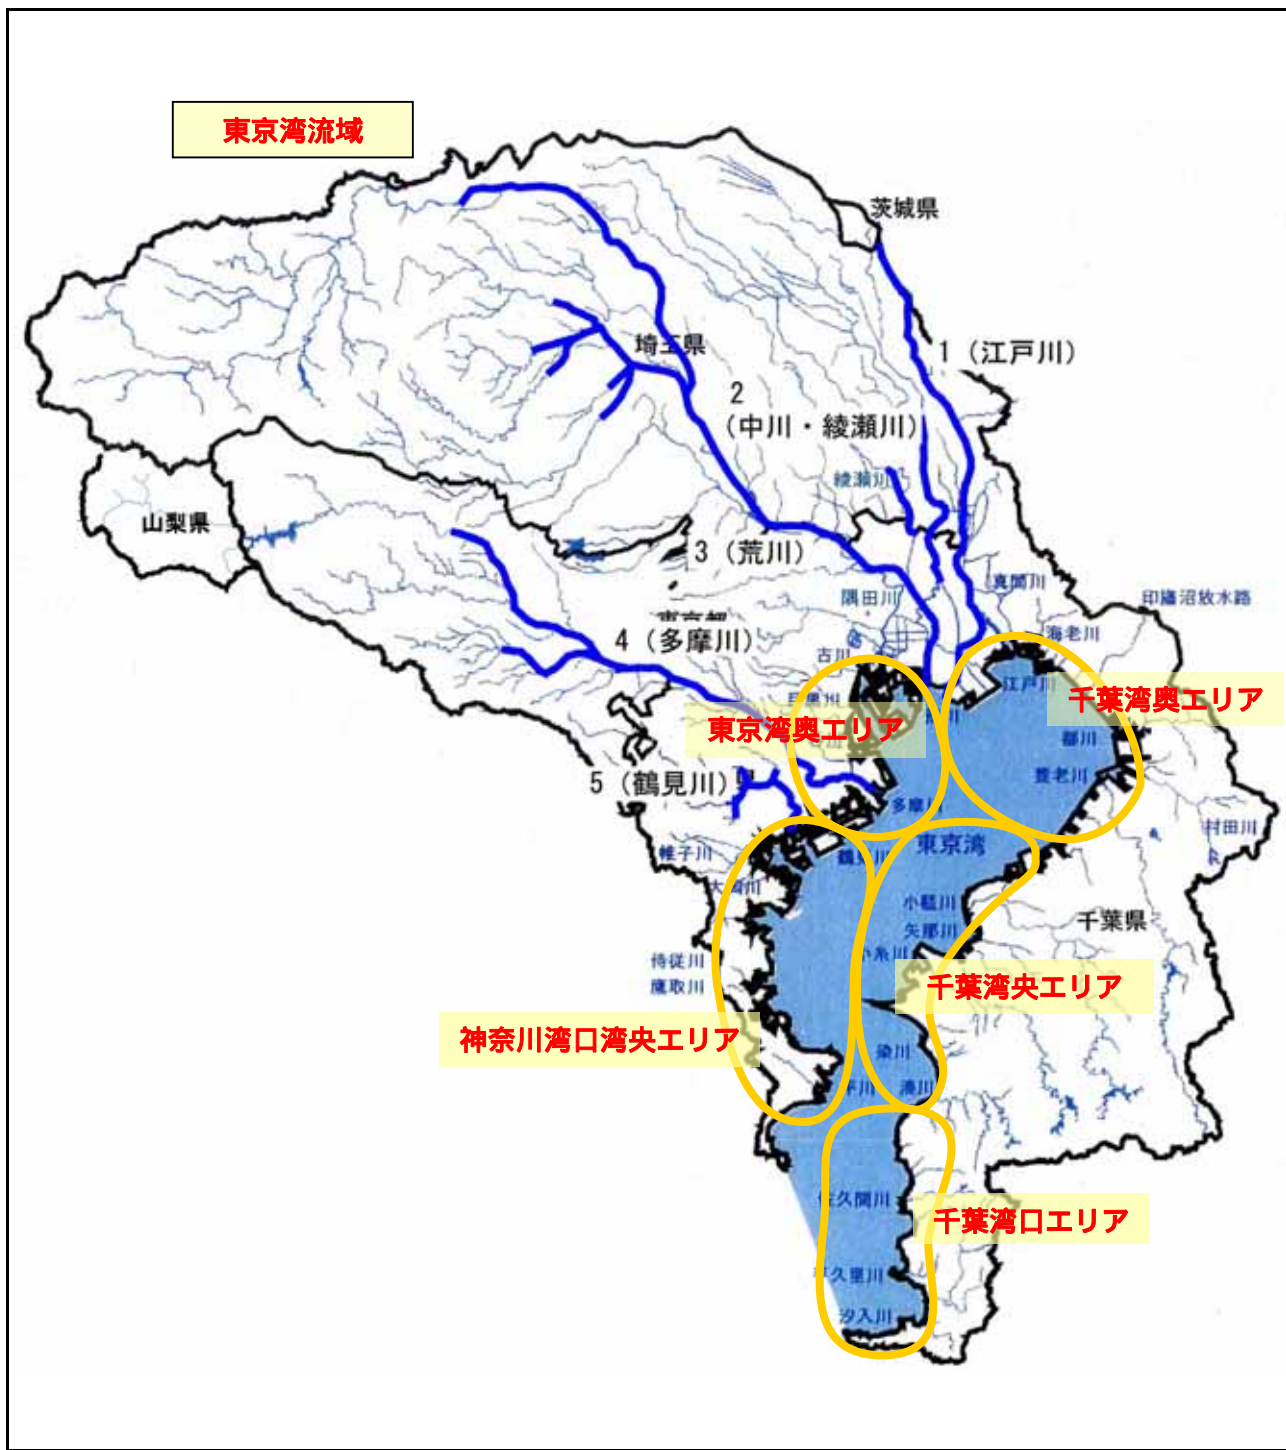 東京湾流域
茨城県
1（江戸川）
埼玉県
2
（中川・綾瀬川）
綾瀬川
山梨県
3（荒川）
真間川
隅田川
印旛沼放水路
海老川
4（多摩川）
古川
江戸川
千葉湾奥エリア
東京湾奥エリア
都川
5（鶴見川）
養老川
多摩川
村田川
東京湾
帷子川
小櫃川
矢那川
千葉県
小糸川
侍従川
鷹取川
千葉湾央エリア
神奈川湾口湾央エリア
染川
湊川
佐久間川
千葉湾口エリア
汐入川